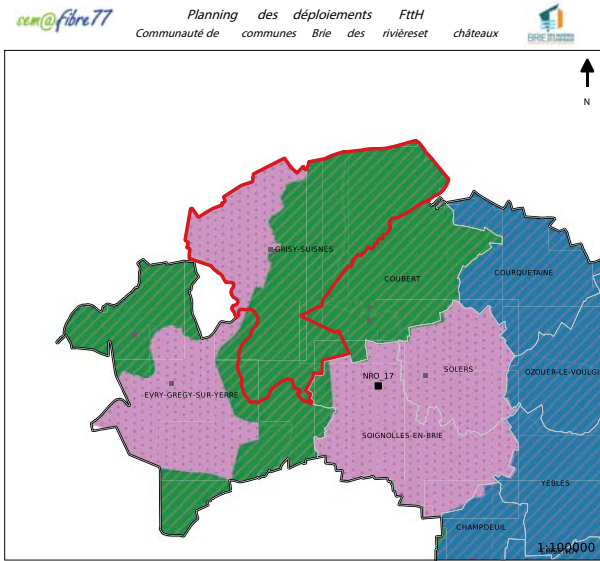 sem@fibre77
Planning des déploiements FttH
Communauté de communes Brie des rivièreset châteaux
BRIE
N
GRISY-SUISNES
COUBERT
COURQUETAINE
NRO_17
SOLERS
OZOUER-LE-VOULGI
EVRY-GREGY-SUR-YERRE
SOIGNOLLES-EN-BRIE
YEBLES
CHAMPDEUIL
1:100000